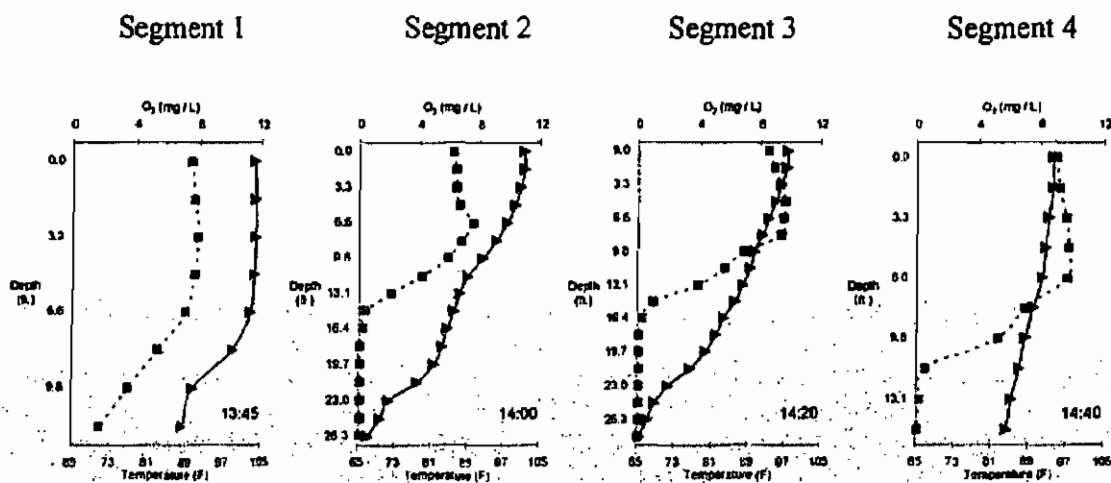 Segment 1 Segment 2 Segment 3 Segment 4
O₂ (mg / L) O₂ (mg / L) O₂ (mg / L) O₂ (mg / L)
0 4 8 12 0 4 8 12 0 4 8 12 0 4 8 12
0.0
3.3
Depth
(ft.)
6.6
9.8
13:45
65 73 81 89 97 105
Temperature (F)
0.0
3.3
6.6
9.8
Depth
(ft.)
13.1
16.4
19.7
23.0
26.3
14:00
65 73 81 89 97 105
Temperature (F)
0.0
3.3
6.6
9.8
Depth
(ft.)
13.1
16.4
19.7
23.0
26.3
14:20
65 73 81 89 97 105
Temperature (F)
0.0
3.3
Depth
(ft.)
6.6
9.8
13.1
14:40
65 73 81 89 97 105
Temperature (F)